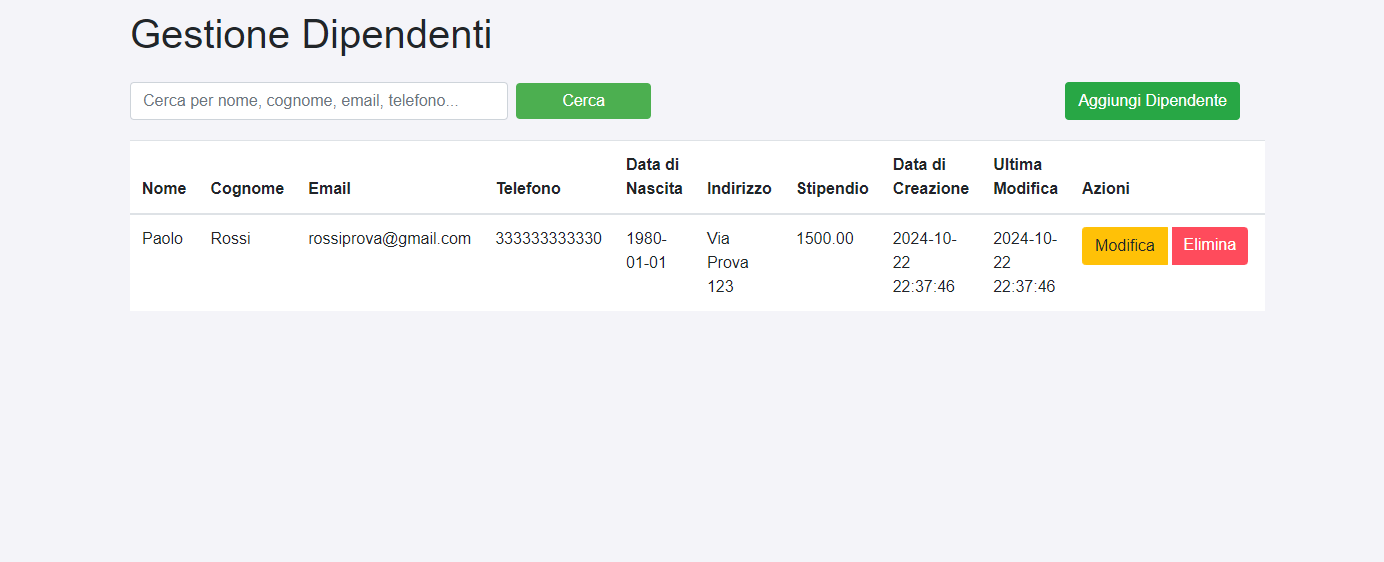 Gestione Dipendenti
Cerca per nome, cognome, email, telefono...
Cerca
Aggiungi Dipendente
Nome
Cognome
Email
Telefono
Data di
Nascita
Indirizzo
Stipendio
Data di
Creazione
Ultima
Modifica
Azioni
Paolo
Rossi
rossiprova@gmail.com
333333333330
1980-
01-01
Via
Prova
123
1500.00
2024-10-
22
22:37:46
2024-10-
22
22:37:46
Modifica
Elimina